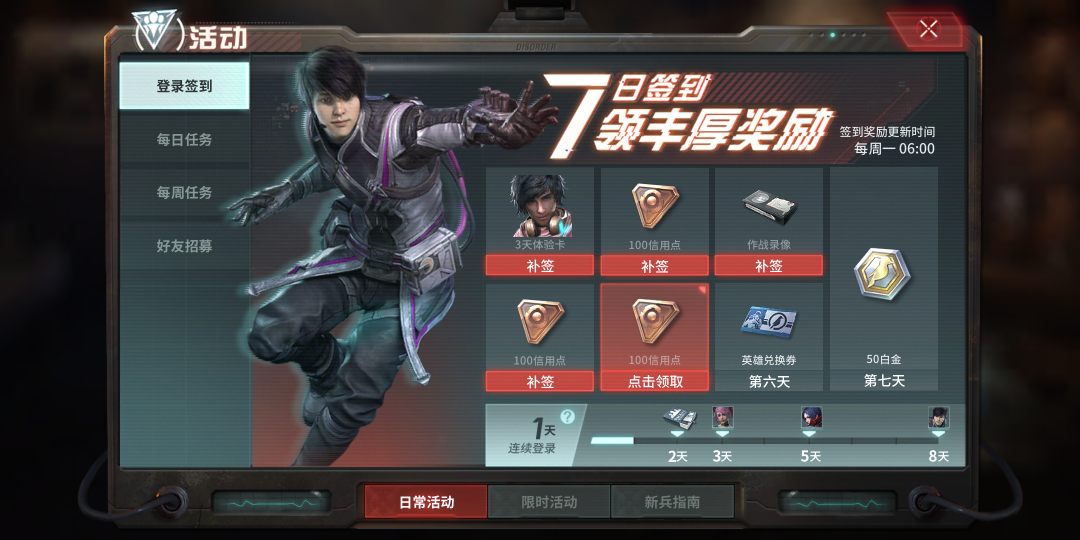 活动
DISORDER
登录签到
每日任务
每周任务
好友招募
7日签到
领丰厚奖励
签到奖励更新时间
每周一 06:00
3天体验卡
补签
100信用点
补签
作战录像
补签
50白金
第七天
100信用点
补签
100信用点
点击领取
英雄兑换券
第六天
1天
?
连续登录
2天
3天
5天
8天
日常活动
限时活动
新兵指南